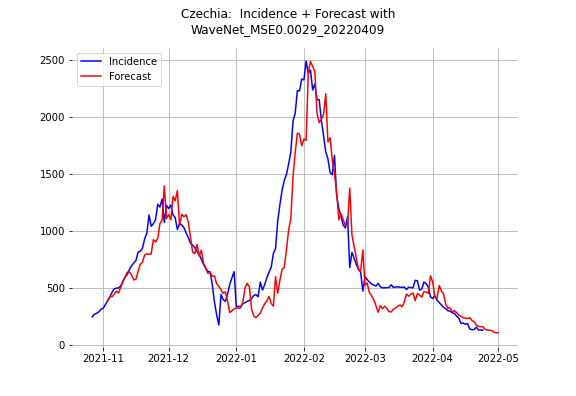 Czechia:  Incidence + Forecast with
WaveNet_MSE0.0029_20220409
Incidence
Forecast
2500
2000
1500
1000
500
0
2021-11 2021-12 2022-01 2022-02 2022-03 2022-04 2022-05